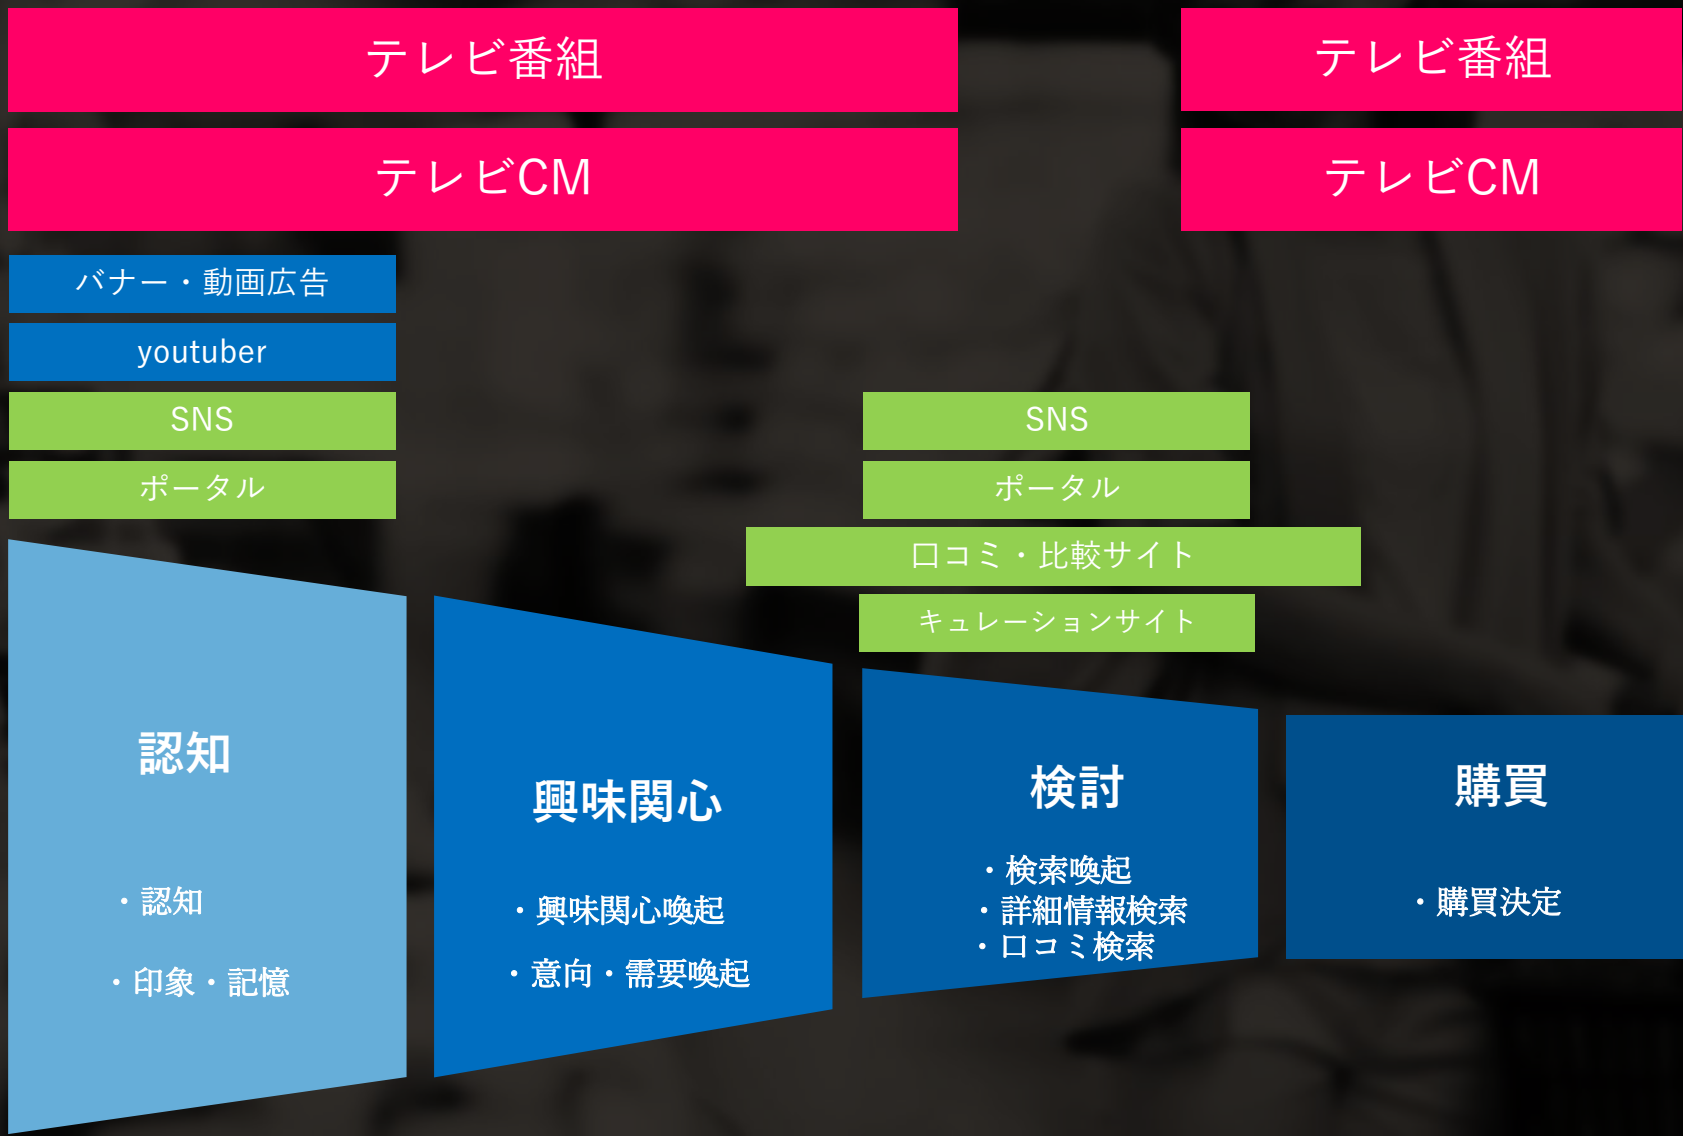 テレビ番組
テレビ番組
テレビCM
テレビCM
バナー・動画広告
youtuber
SNS
SNS
ポータル
ポータル
口コミ・比較サイト
キュレーションサイト
認知
・認知
・印象・記憶
興味関心
・興味関心喚起
・意向・需要喚起
検討
・検索喚起
・詳細情報検索
・口コミ検索
購買
・購買決定